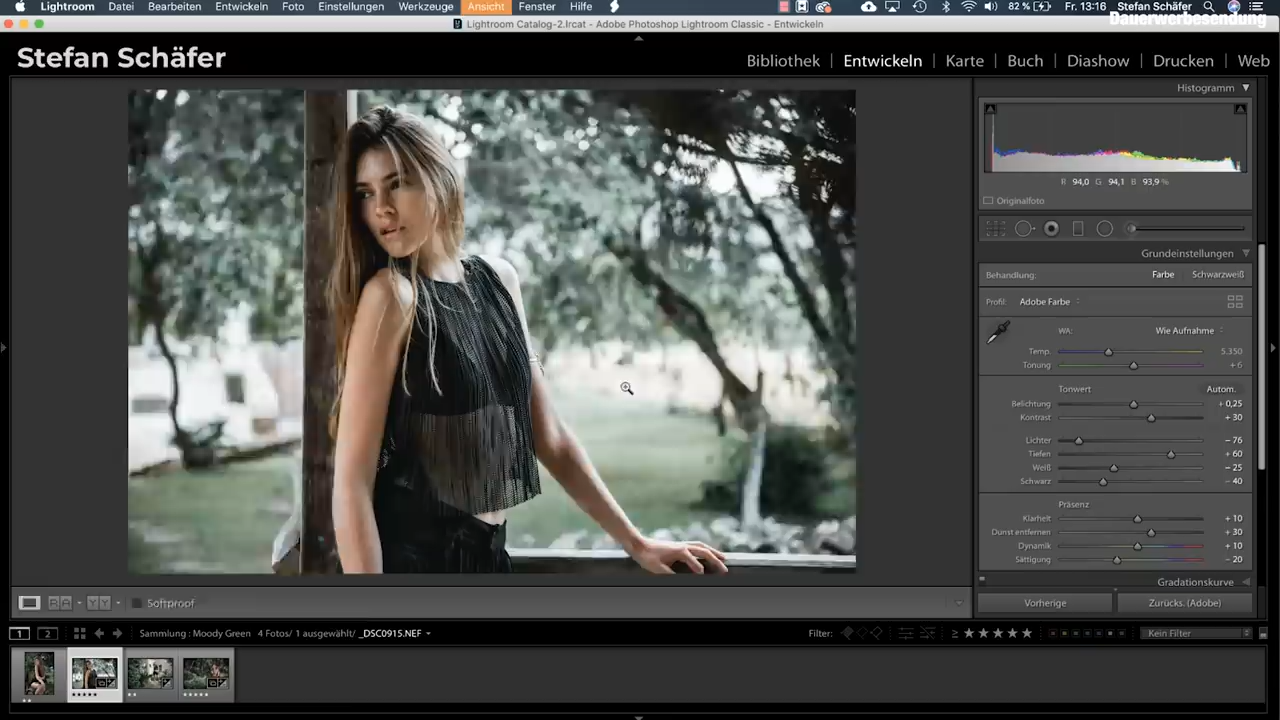 Lightroom Datei Bearbeiten Entwickeln Foto Einstellungen Werkzeuge Ansicht Fenster Hilfe 82 % Fr. 13:16 Stefan Schäfer
Lightroom Catalog-2.lrcat - Adobe Photoshop Lightroom Classic - Entwickeln
Dauerwerbesendung
Stefan Schäfer
Bibliothek | Entwickeln | Karte | Buch | Diashow | Drucken | Web
Histogramm
R 94,0 G 94,1 B 93,9 %
Originalfoto
Grundeinstellungen
Behandlung: Farbe Schwarzweiß
Profil: Adobe Farbe
WA: Wie Aufnahme
Temp. 5.350
Tonung + 6
Tonwert Autom.
Belichtung + 0,25
Kontrast + 30
Lichter − 76
Tiefen + 60
Weiß − 25
Schwarz − 40
Präsenz
Klarheit + 10
Dunst entfernen + 30
Dynamik + 10
Sättigung − 20
Gradationskurve
Softproof
Vorherige Zurücks. (Adobe)
1 2 Sammlung : Moody Green 4 Fotos/ 1 ausgewählt/ _DSC0915.NEF Filter: ≥ ★★★★★ Kein Filter